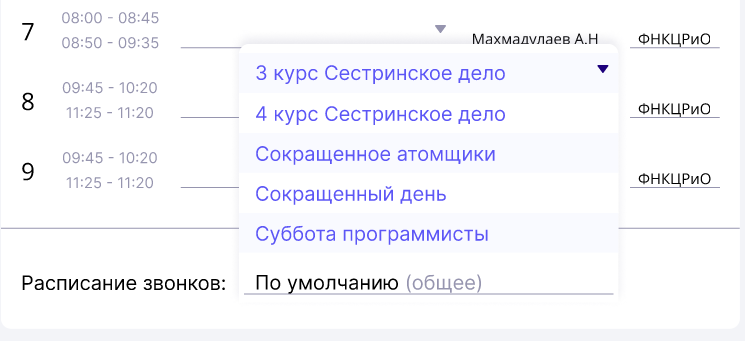 7
08:00 - 08:45
08:50 - 09:35
Махмадулаев А.Н
ФНКЦРиО
3 курс Сестринское дело
8
09:45 - 10:20
11:25 - 11:20
4 курс Сестринское дело
ФНКЦРиО
Сокращенное атомщики
9
09:45 - 10:20
11:25 - 11:20
Сокращенный день
ФНКЦРиО
Суббота программисты
Расписание звонков: По умолчанию (общее)